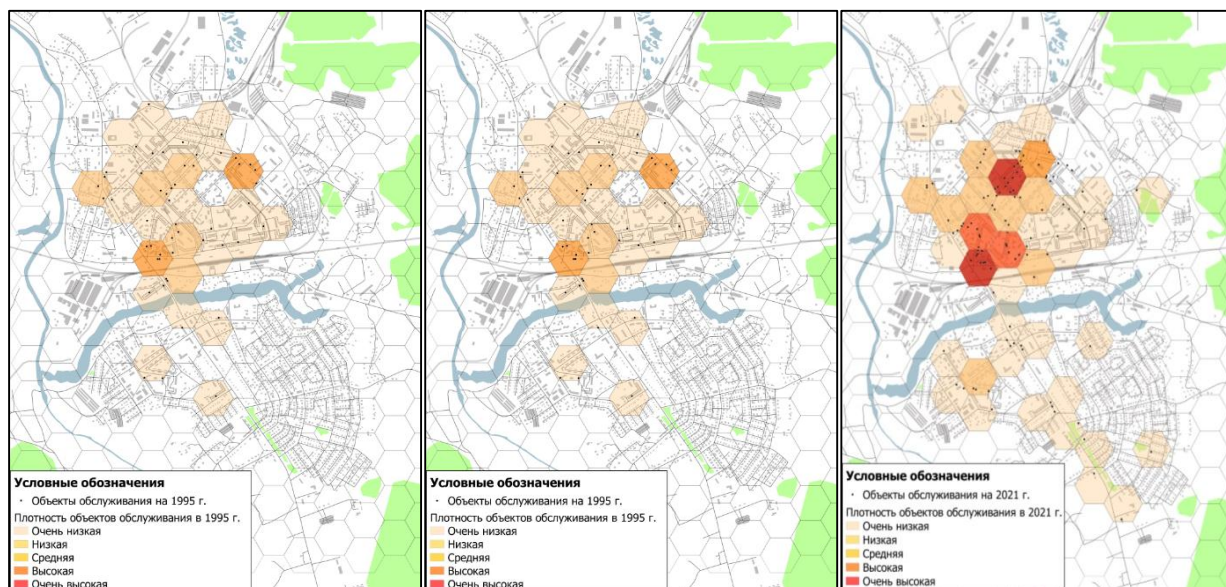 Условные обозначения
Объекты обслуживания на 1995 г.
Плотность объектов обслуживания в 1995 г.
Очень низкая
Низкая
Средняя
Высокая
Очень высокая
Условные обозначения
Объекты обслуживания на 1995 г.
Плотность объектов обслуживания в 1995 г.
Очень низкая
Низкая
Средняя
Высокая
Очень высокая
Условные обозначения
Объекты обслуживания на 2021 г.
Плотность объектов обслуживания в 2021 г.
Очень низкая
Низкая
Средняя
Высокая
Очень высокая